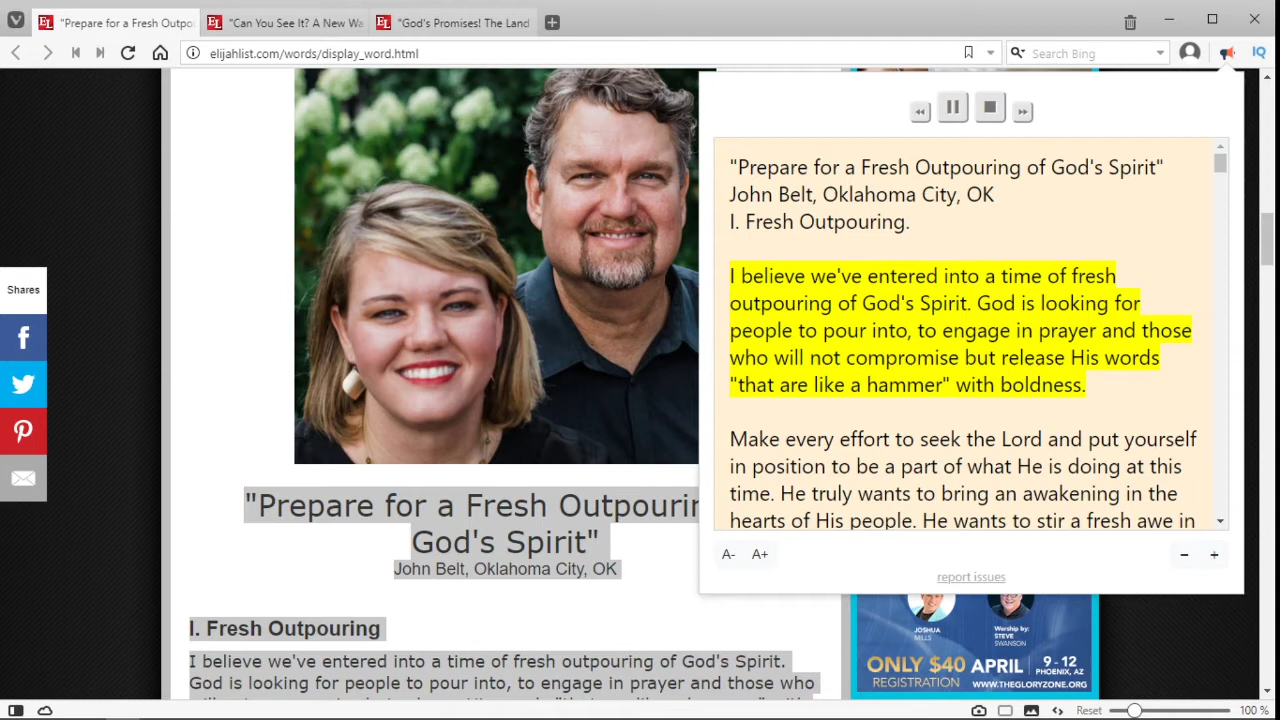 "Prepare for a Fresh Outpo
"Can You See It? A New Wa
"God's Promises! The Land
elijahlist.com/words/display_word.html
Search Bing
IQ
"Prepare for a Fresh Outpouring of God's Spirit"
John Belt, Oklahoma City, OK
I. Fresh Outpouring.
I believe we've entered into a time of fresh
outpouring of God's Spirit. God is looking for
people to pour into, to engage in prayer and those
who will not compromise but release His words
"that are like a hammer" with boldness.
Make every effort to seek the Lord and put yourself
in position to be a part of what He is doing at this
time. He truly wants to bring an awakening in the
hearts of His people. He wants to stir a fresh awe in
A- A+
- +
report issues
Shares
"Prepare for a Fresh Outpouri
God's Spirit"
John Belt, Oklahoma City, OK
I. Fresh Outpouring
I believe we've entered into a time of fresh outpouring of God's Spirit.
God is looking for people to pour into, to engage in prayer and those who
JOSHUA
MILLS
Worship by:
STEVE
SWANSON
ONLY $40
REGISTRATION
APRIL 9 - 12
PHOENIX, AZ
WWW.THEGLORYZONE.ORG
Reset
100 %